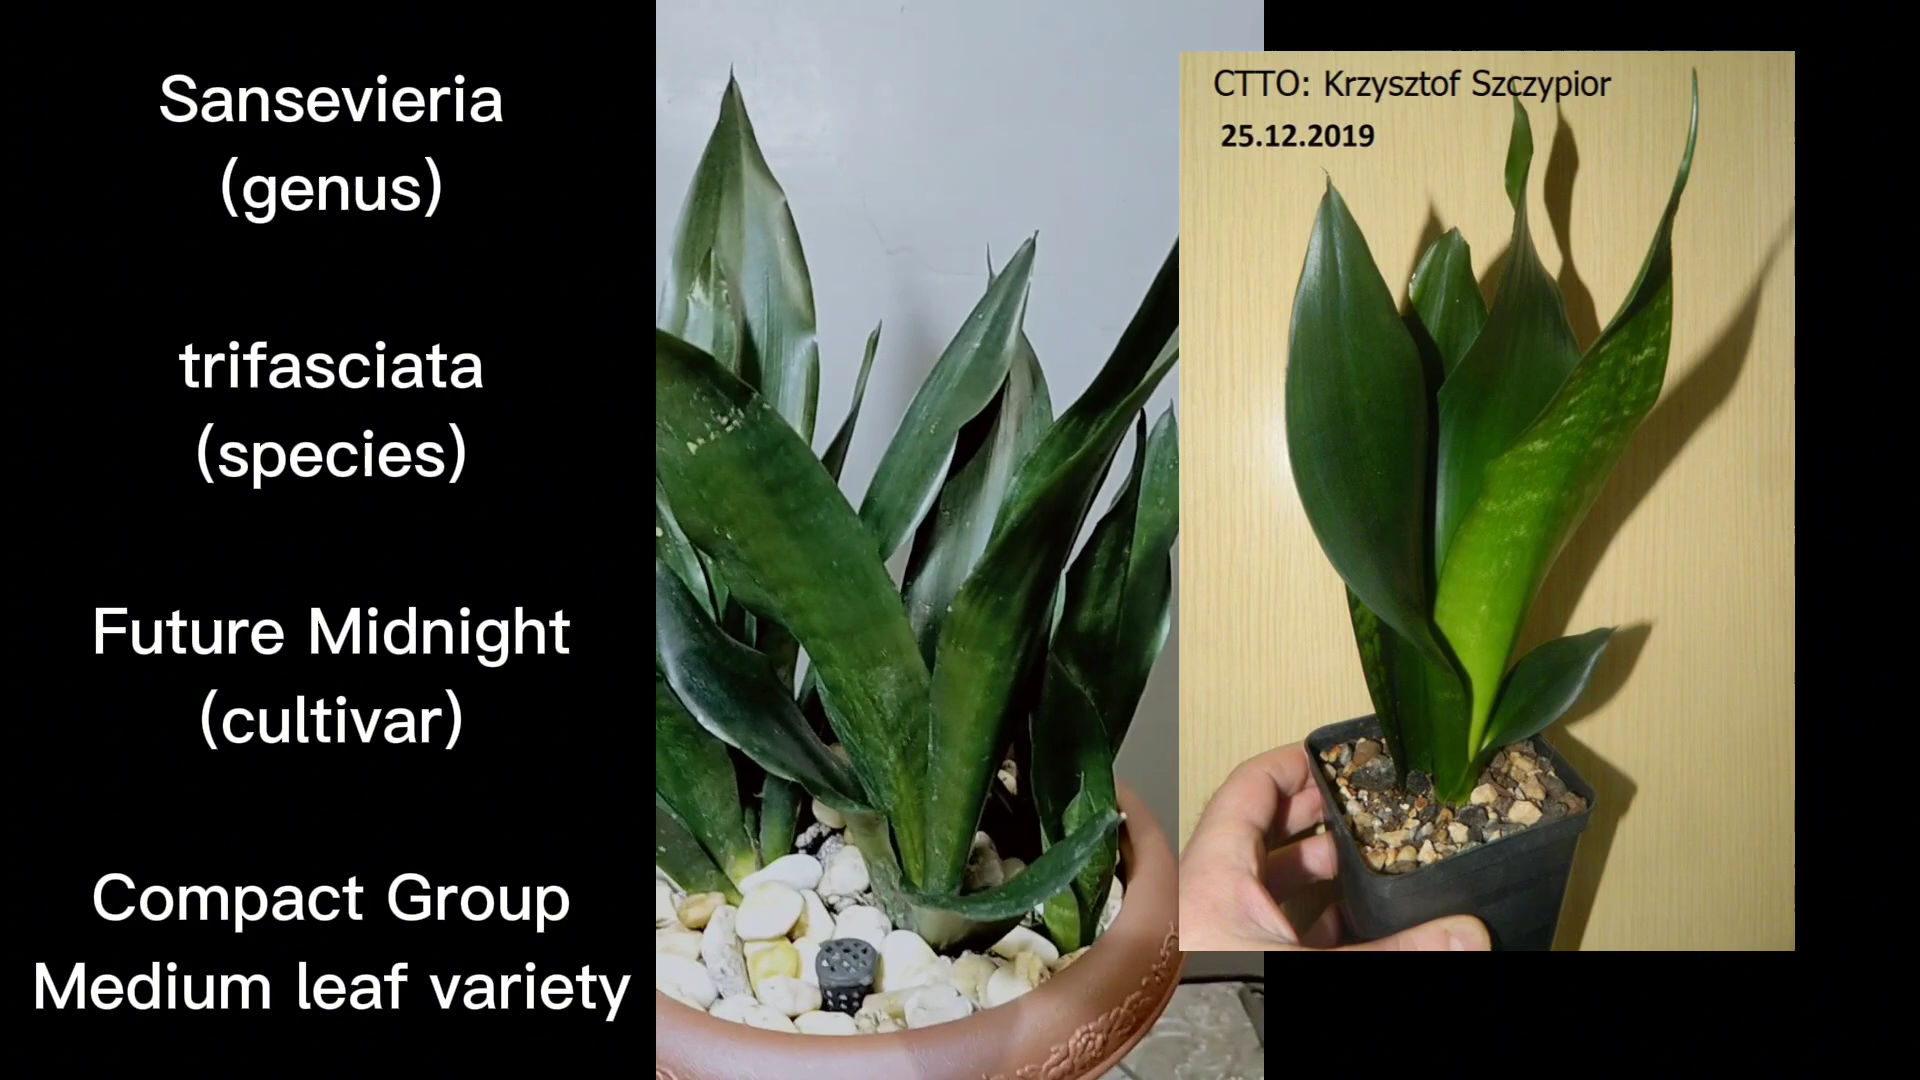 Sansevieria
(genus)
trifasciata
(species)
Future Midnight
(cultivar)
Compact Group
Medium leaf variety
CTTO: Krzysztof Szczypior
25.12.2019